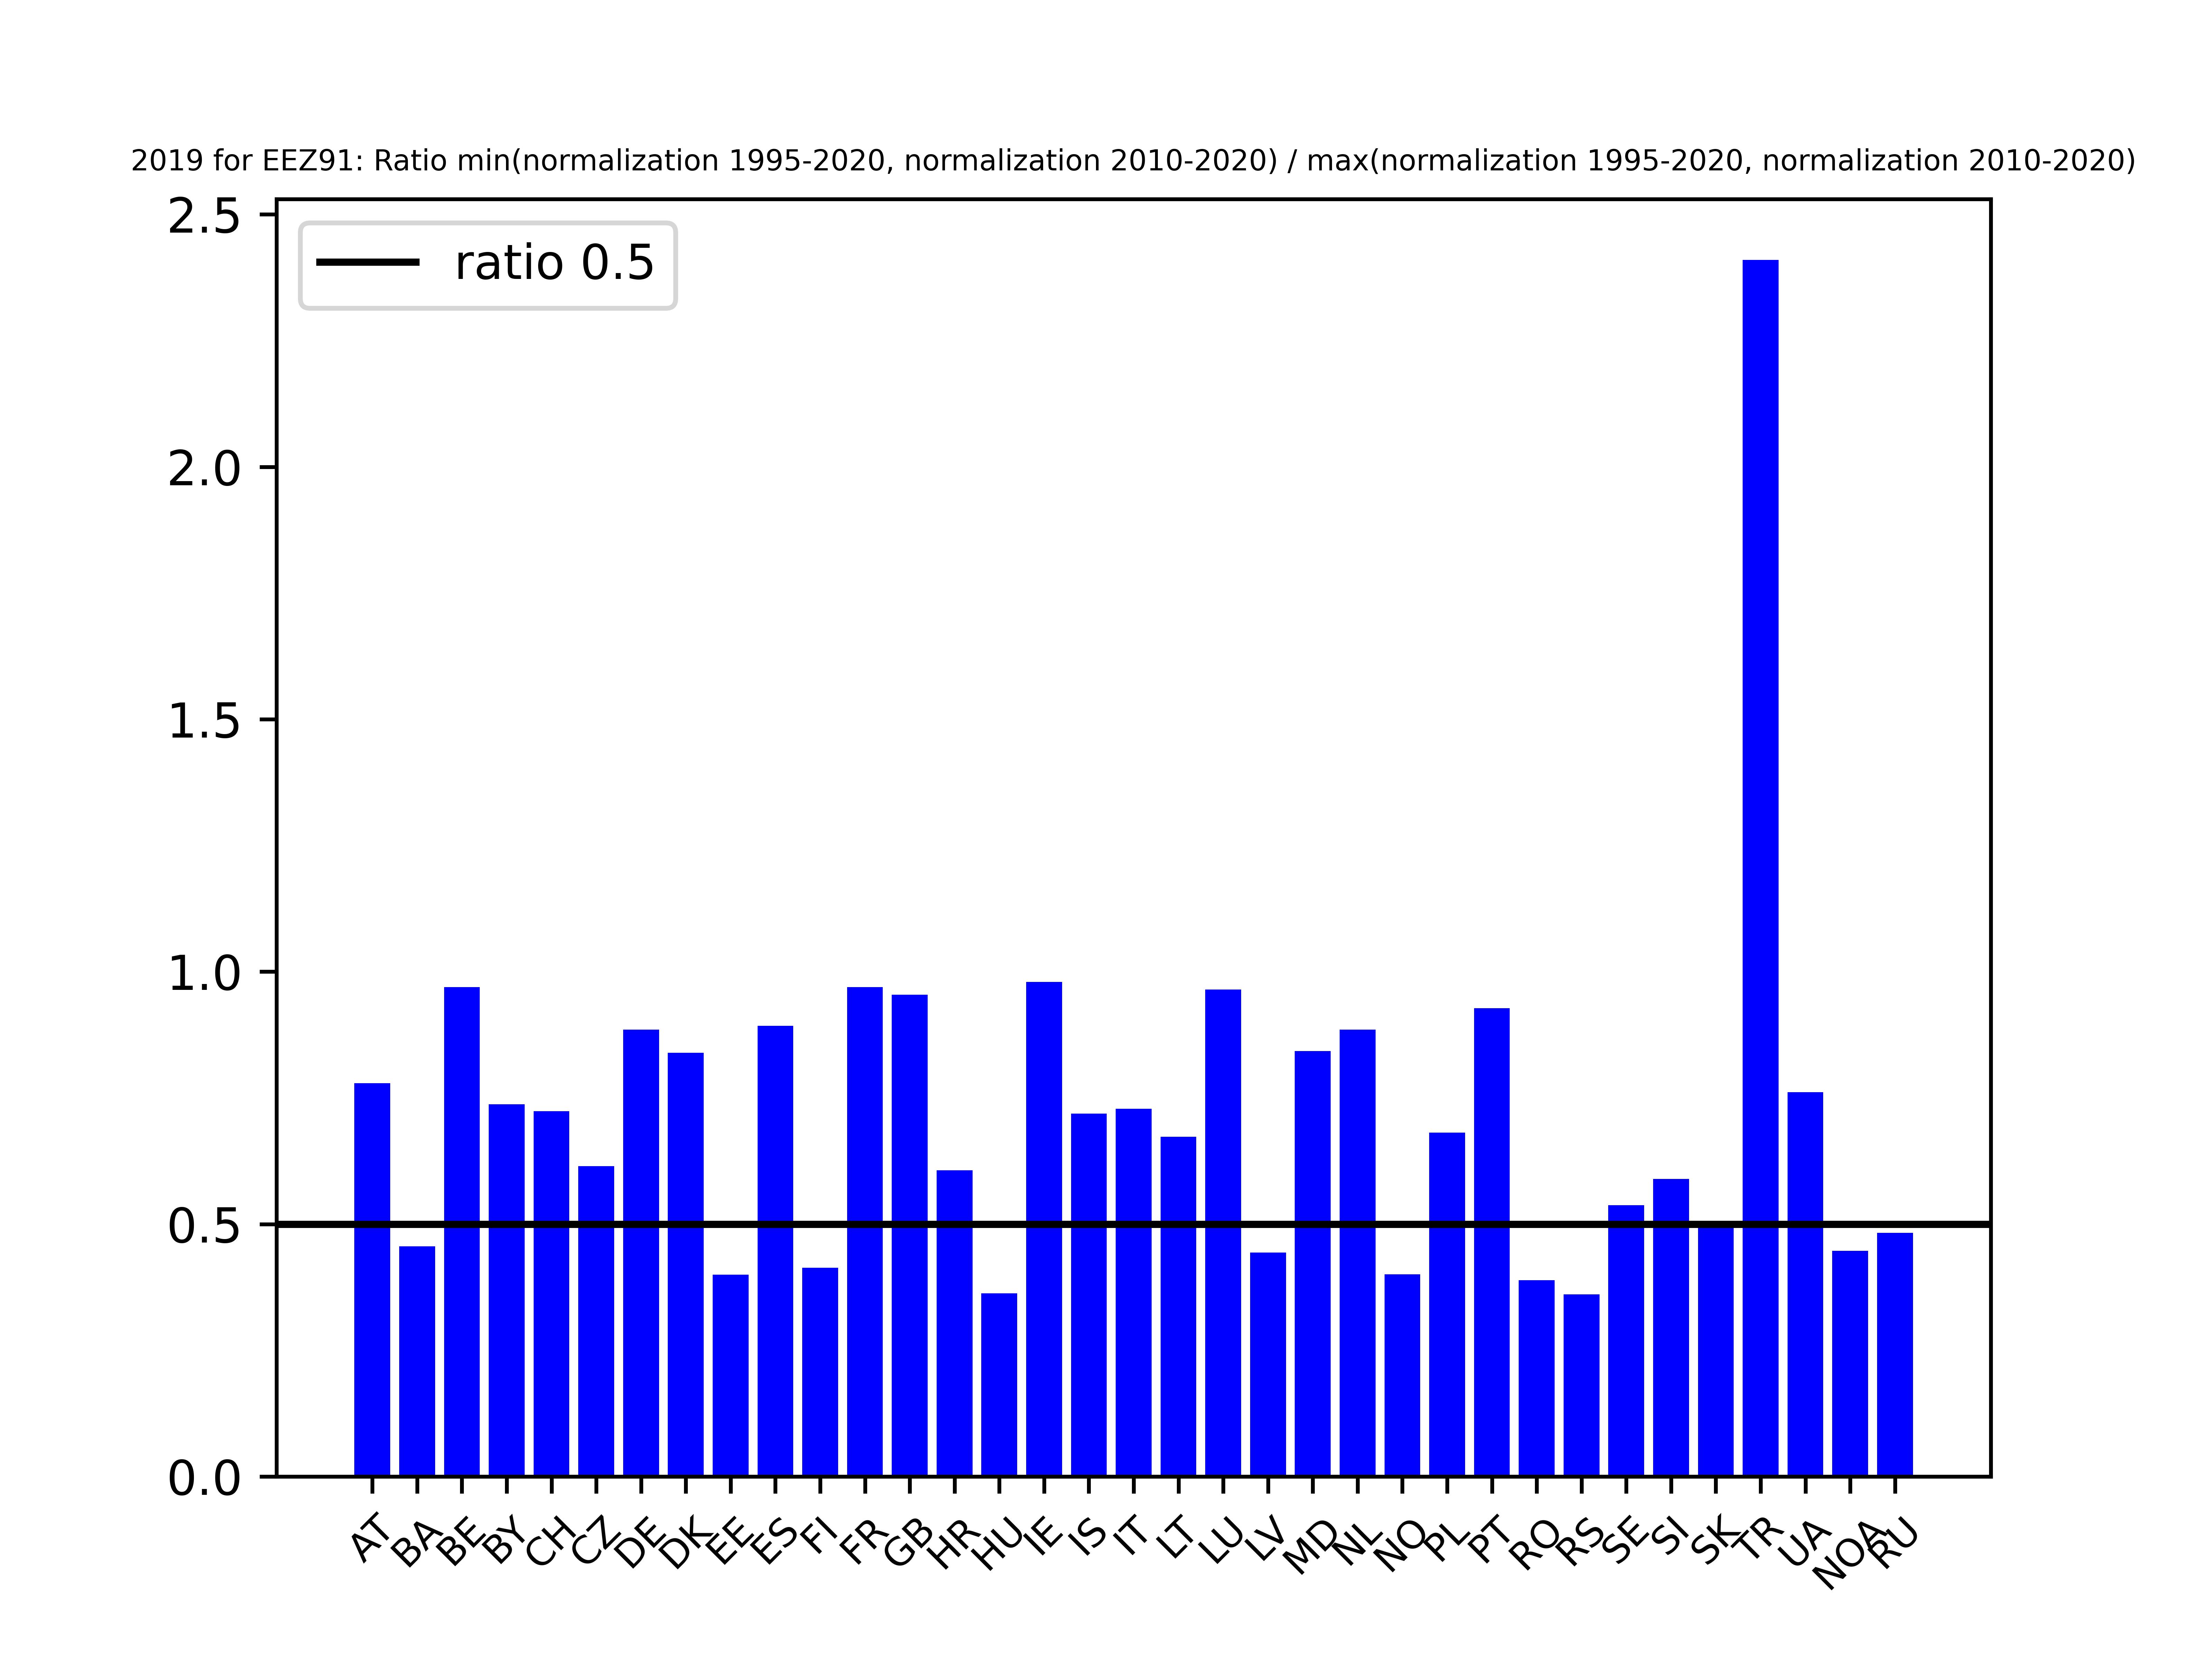 2019 for EEZ91: Ratio min(normalization 1995-2020, normalization 2010-2020) / max(normalization 1995-2020, normalization 2010-2020)
2.5
ratio 0.5
2.0
1.5
1.0
0.5
0.0
AT BA BE BY CH CZ DE DK EE ES FI FR GB HR HU IE IS IT LT LU LV MD NL NO PL PT RO RS SE SI SK TR UA NOA RU